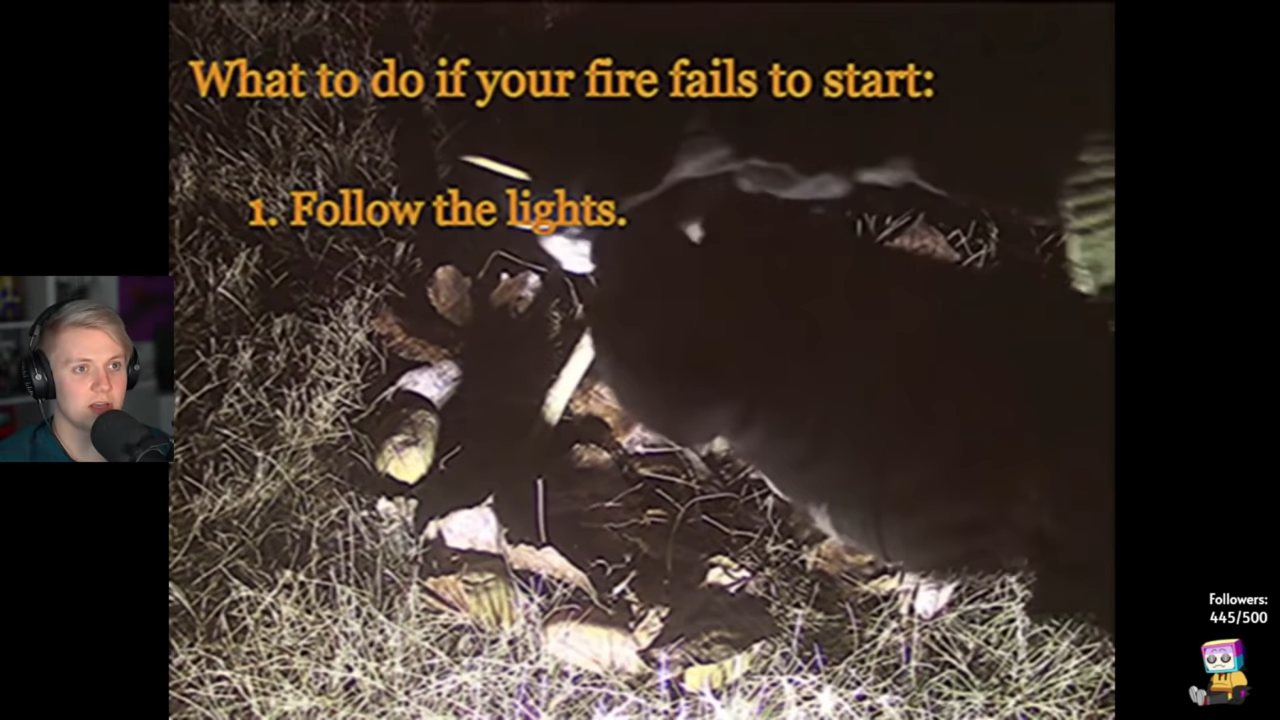 What to do if your fire fails to start:
1. Follow the lights.
Followers:
445/500